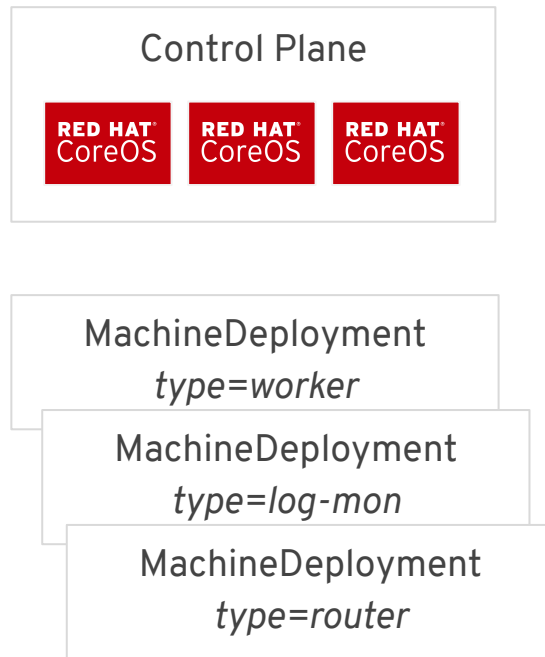 Control Plane
RED HAT® RED HAT® RED HAT®
CoreOS CoreOS CoreOS
MachineDeployment
type=worker
MachineDeployment
type=log-mon
MachineDeployment
type=router